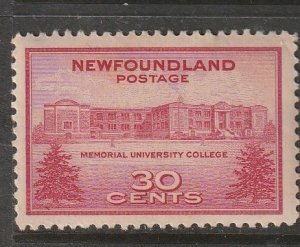 NEWFOUNDLAND
POSTAGE
MEMORIAL UNIVERSITY COLLEGE
30
CENTS